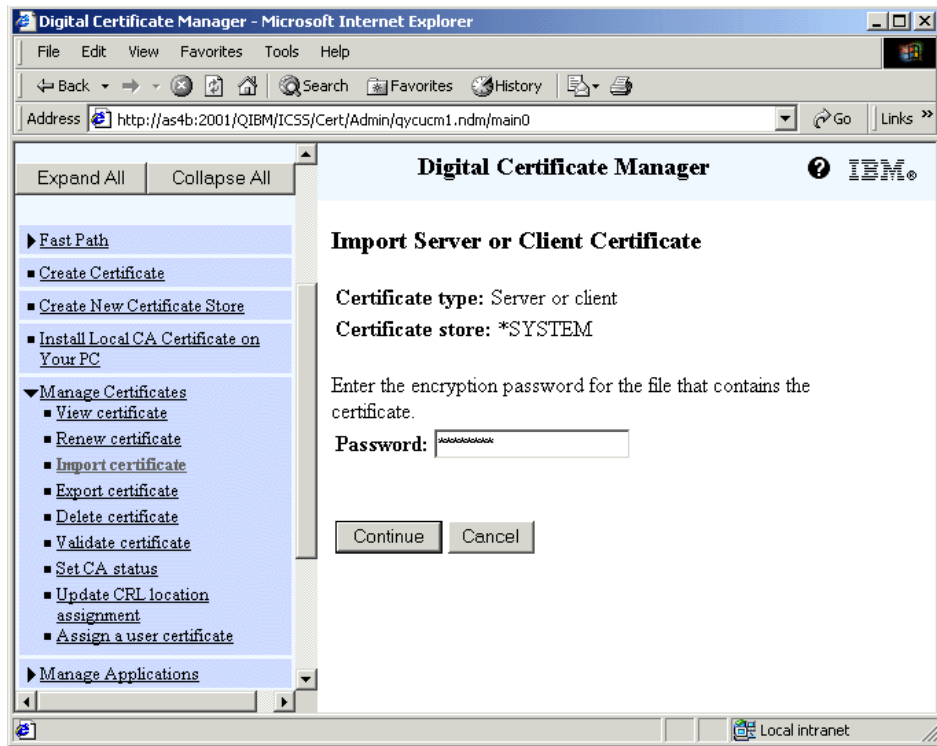 Digital Certificate Manager - Microsoft Internet Explorer
File Edit View Favorites Tools Help
Back Search Favorites History
Address http://as4b:2001/QIBM/ICSS/Cert/Admin/qycucm1.ndm/main0 Go Links »
Expand All Collapse All
Fast Path
Create Certificate
Create New Certificate Store
Install Local CA Certificate on
Your PC
Manage Certificates
View certificate
Renew certificate
Import certificate
Export certificate
Delete certificate
Validate certificate
Set CA status
Update CRL location
assignment
Assign a user certificate
Manage Applications
Digital Certificate Manager ? IBM®
Import Server or Client Certificate
Certificate type: Server or client
Certificate store: *SYSTEM
Enter the encryption password for the file that contains the
certificate.
Password: *********
Continue Cancel
Local intranet